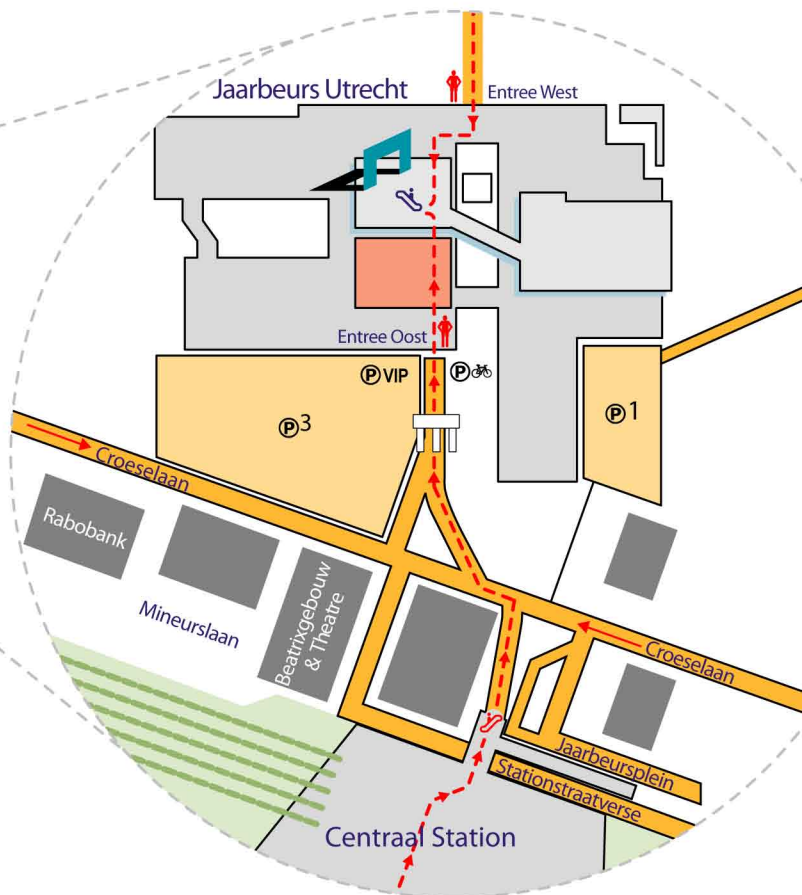 Jaarbeurs Utrecht
Entree West
Entree Oost
P VIP
P
P 3
P 1
Croeselaan
Rabobank
Beatrixgebouw
& Theatre
Mineurslaan
Croeselaan
Jaarbeursplein
Stationstraatverse
Centraal Station